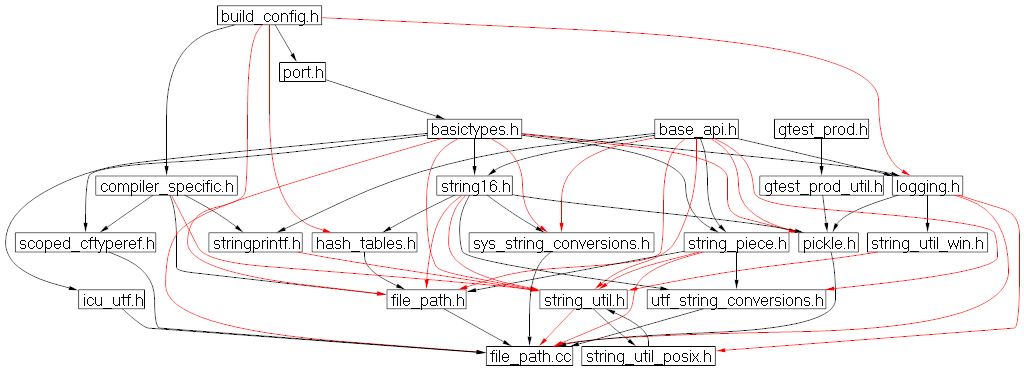 build_config.h
port.h
basictypes.h
base_api.h
gtest_prod.h
compiler_specific.h
string16.h
gtest_prod_util.h
logging.h
scoped_cftyperef.h
stringprintf.h
hash_tables.h
sys_string_conversions.h
string_piece.h
pickle.h
string_util_win.h
icu_utf.h
file_path.h
string_util.h
utf_string_conversions.h
file_path.cc
string_util_posix.h